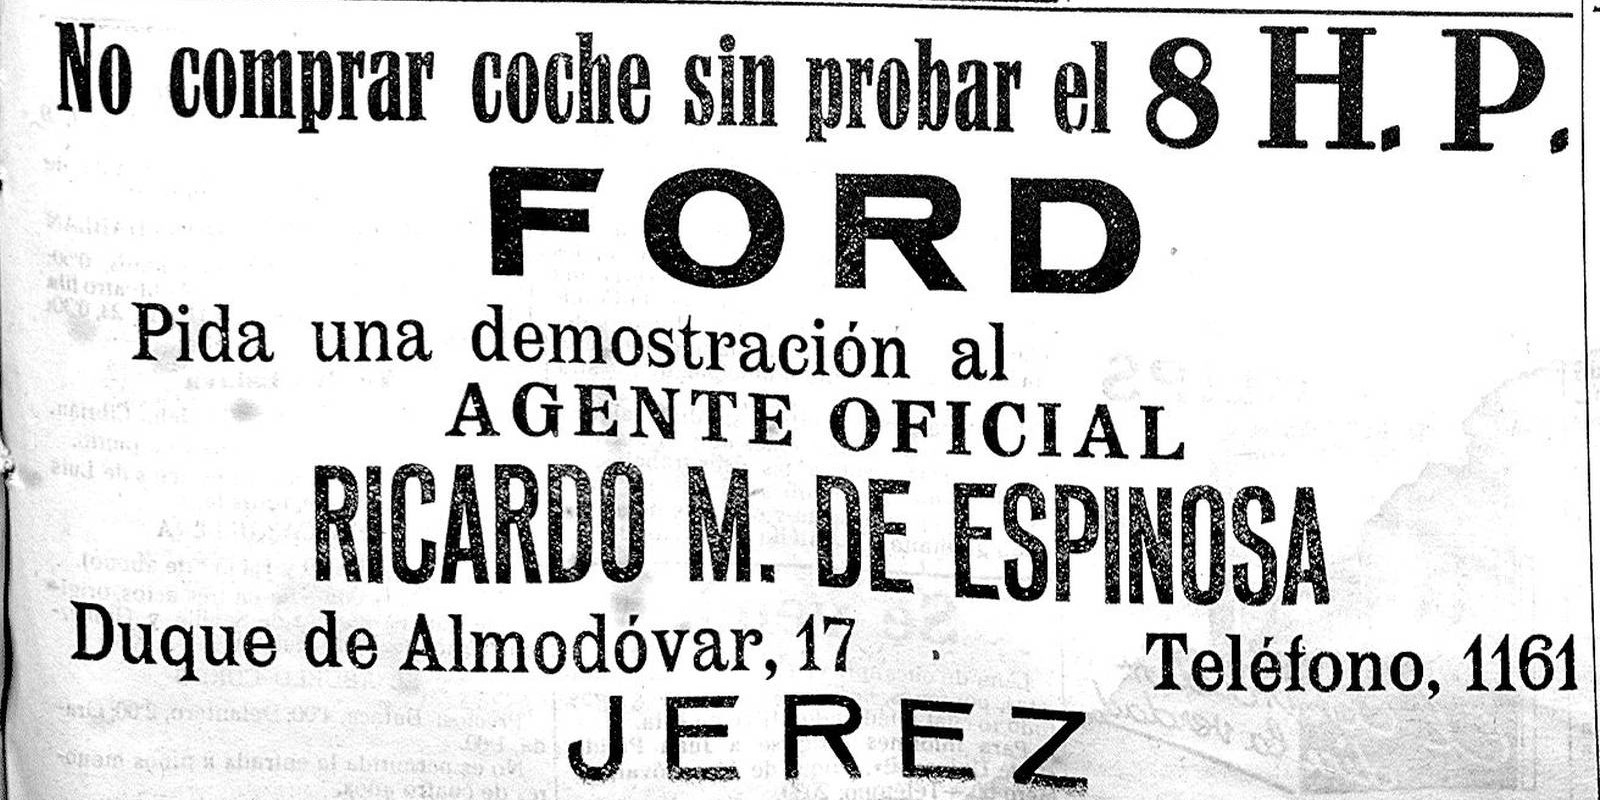 No comprar coche sin probar el 8 H. P.
FORD
Pida una demostración al
AGENTE OFICIAL
RICARDO M. DE ESPINOSA
Duque de Almodóvar, 17 Teléfono, 1161
JEREZ